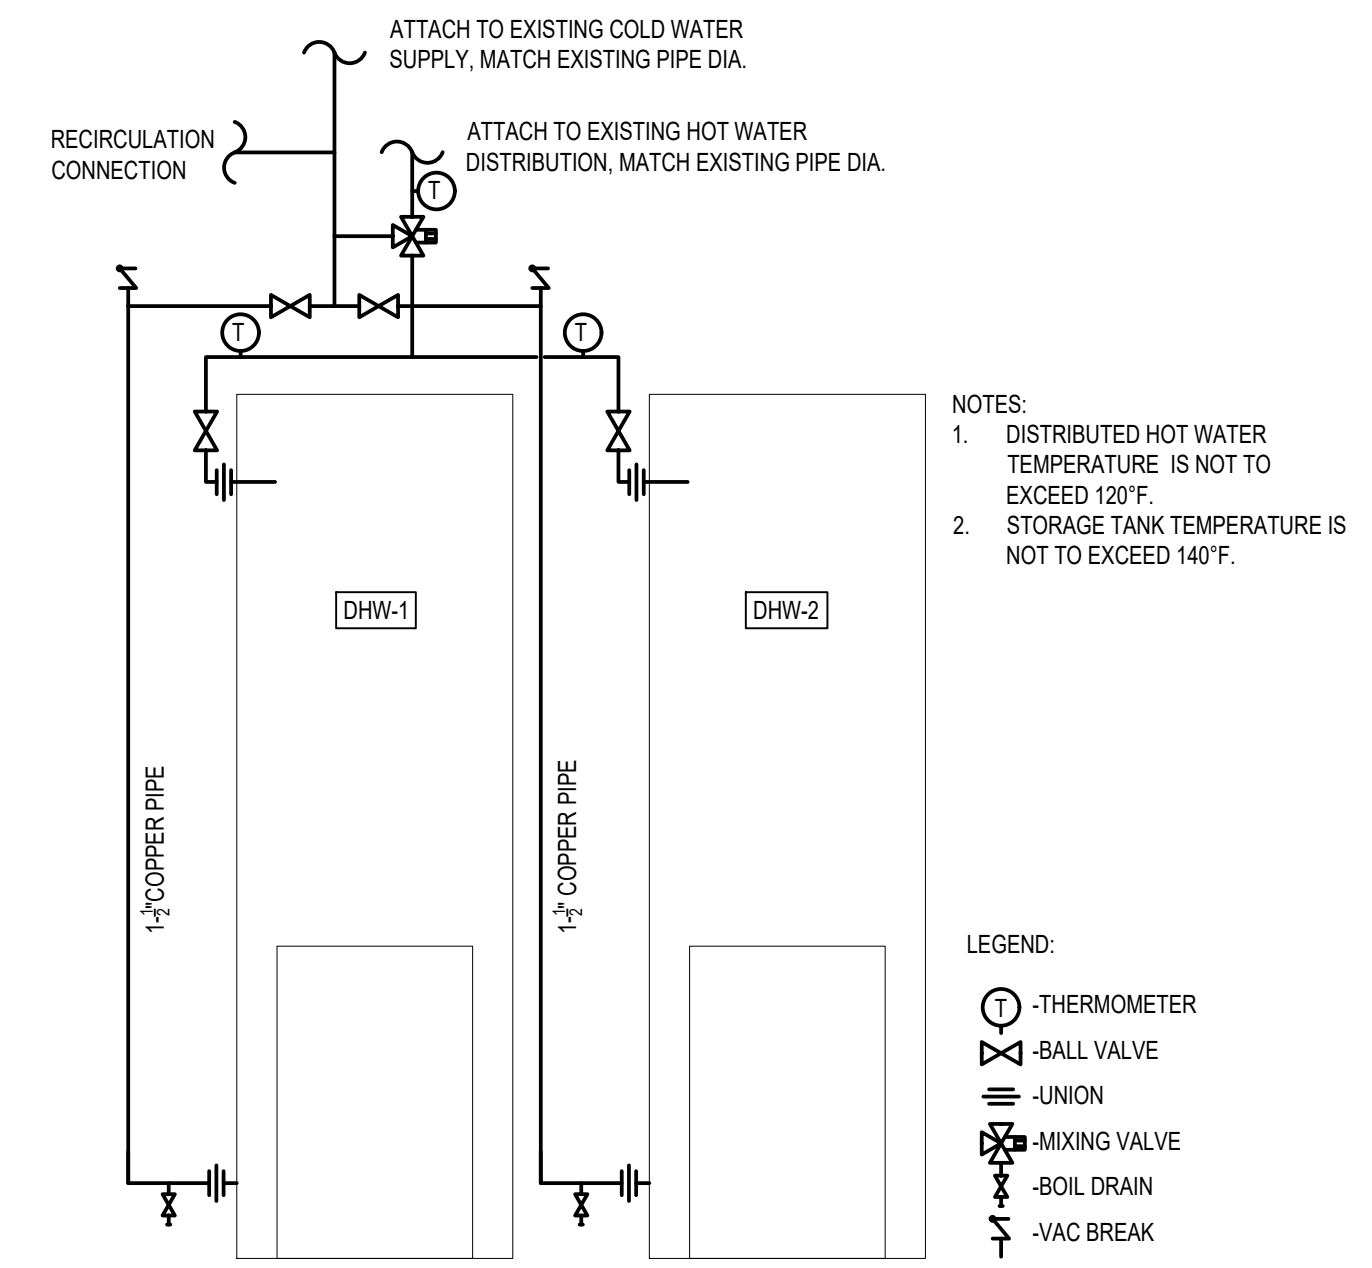 ATTACH TO EXISTING COLD WATER
SUPPLY, MATCH EXISTING PIPE DIA.
RECIRCULATION
CONNECTION
ATTACH TO EXISTING HOT WATER
DISTRIBUTION, MATCH EXISTING PIPE DIA.
T
T
T
NOTES:
1. DISTRIBUTED HOT WATER
TEMPERATURE IS NOT TO
EXCEED 120°F.
2. STORAGE TANK TEMPERATURE IS
NOT TO EXCEED 140°F.
DHW-1
DHW-2
1-1/2"COPPER PIPE
1-1/2" COPPER PIPE
LEGEND:
T -THERMOMETER
-BALL VALVE
-UNION
-MIXING VALVE
-BOIL DRAIN
-VAC BREAK